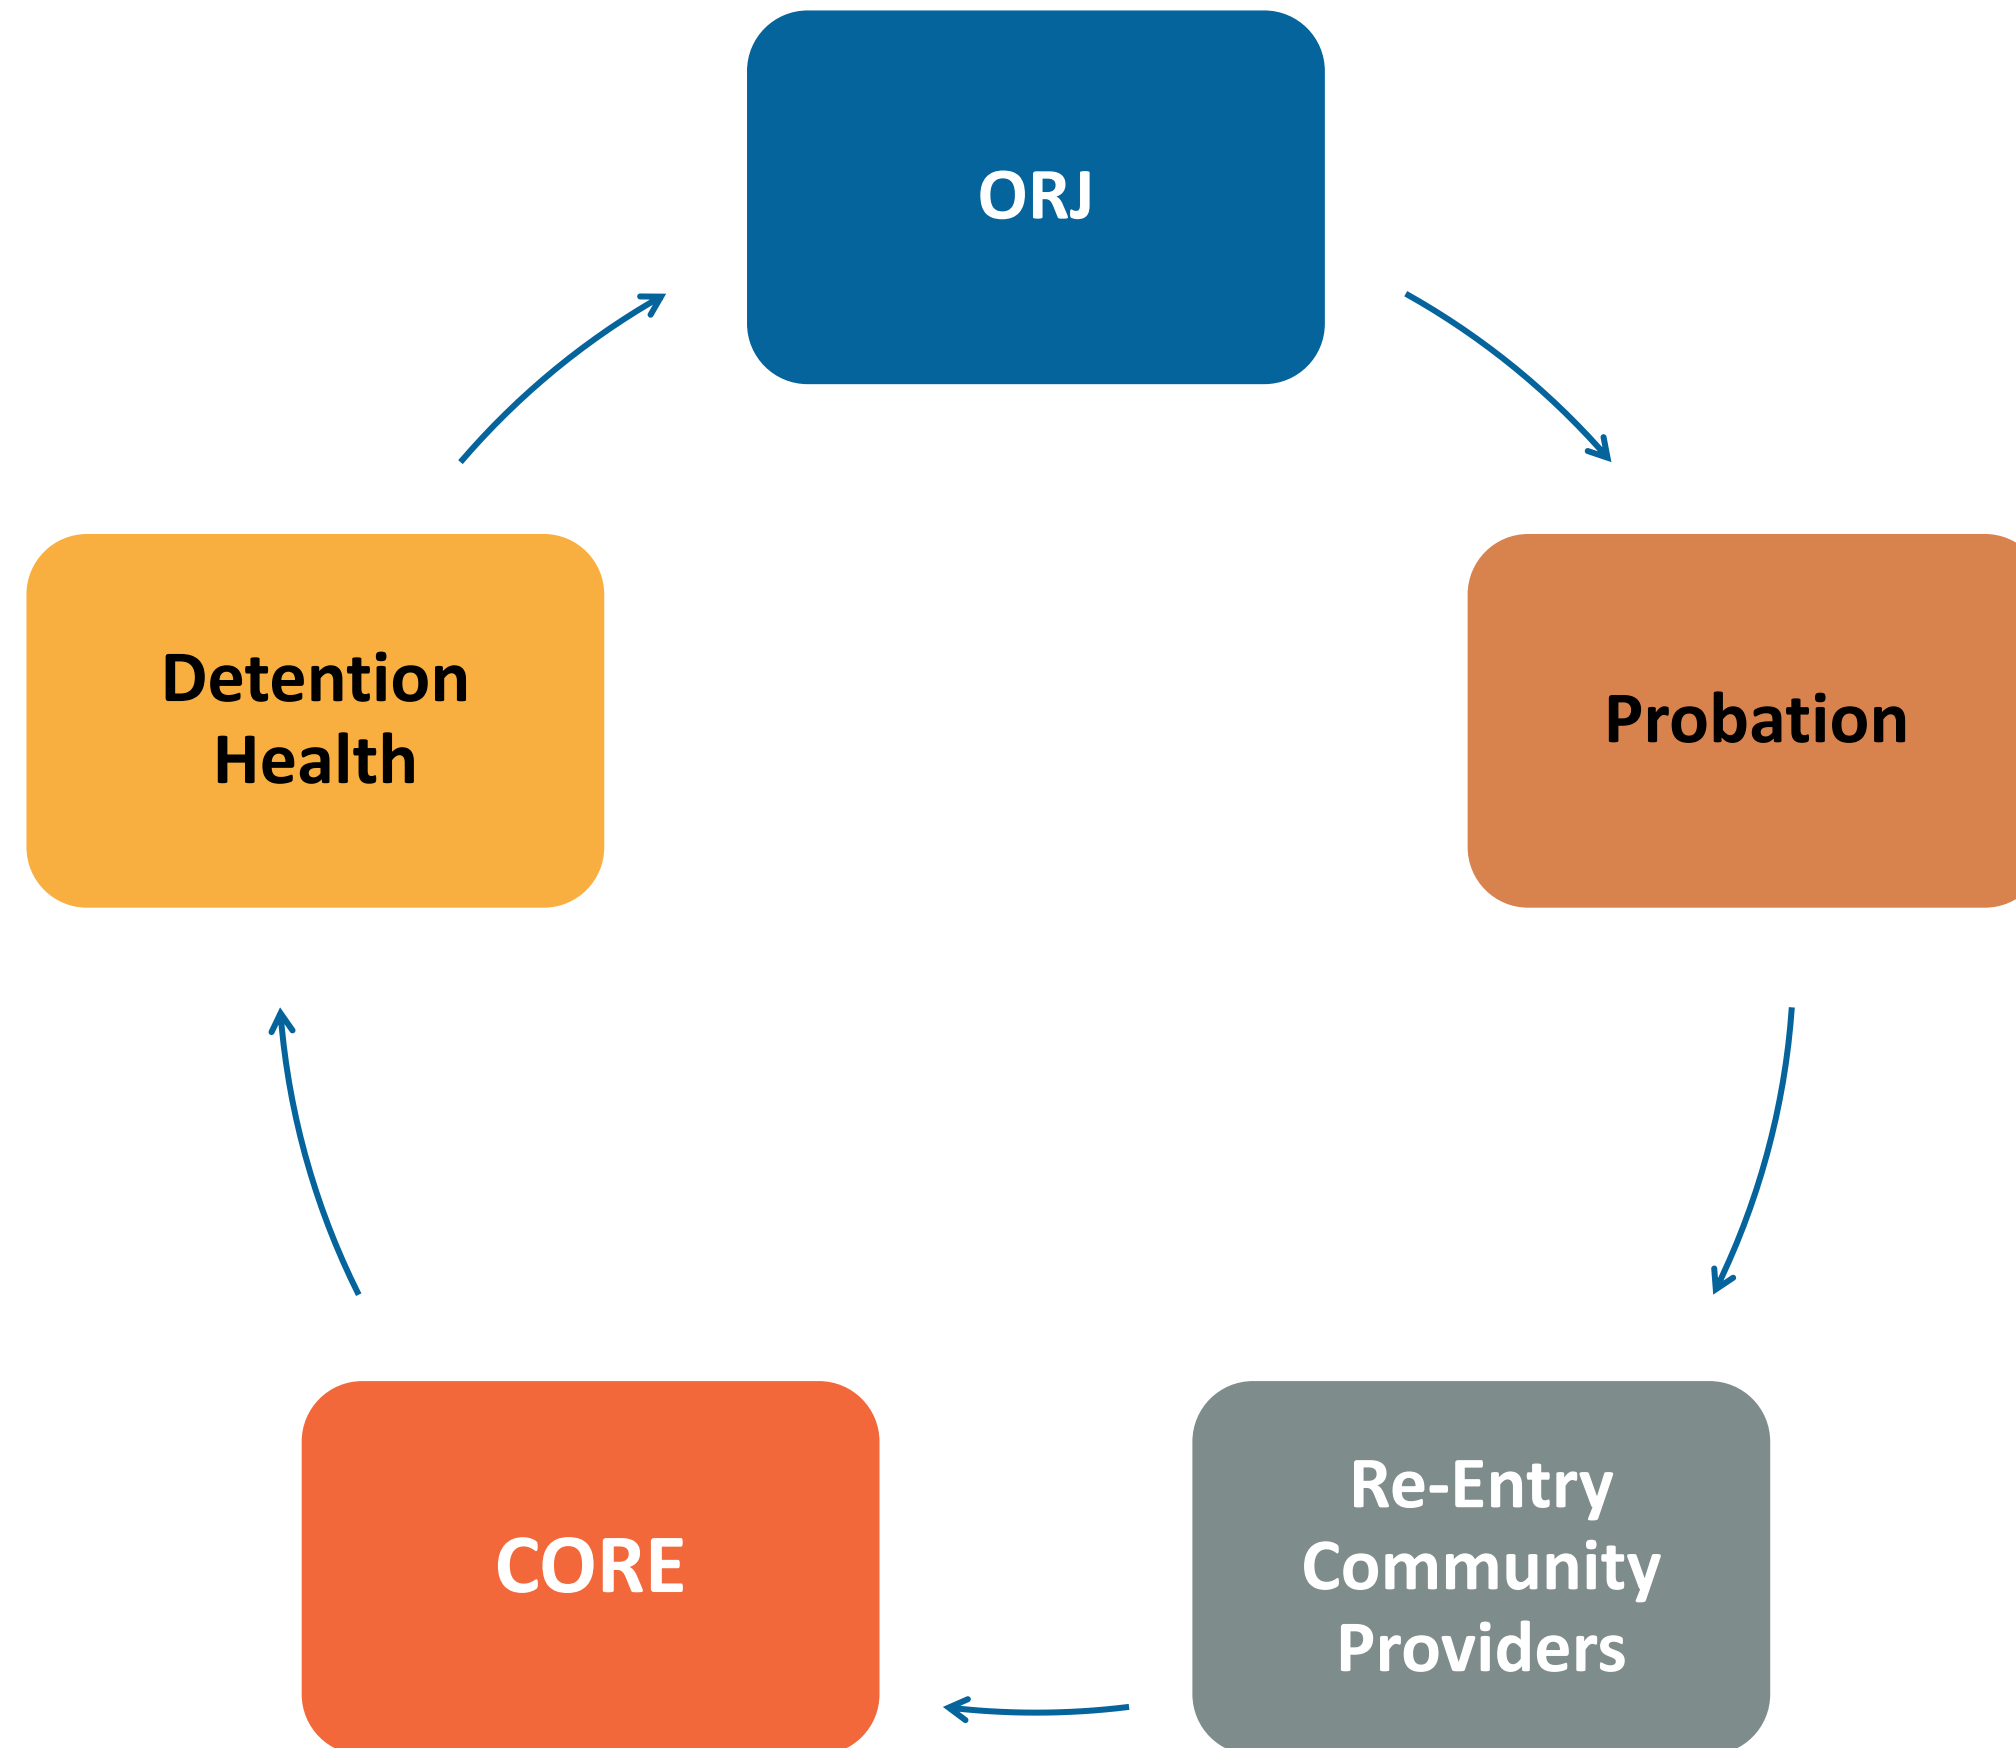 ORJ
Detention
Health
Probation
Re-Entry
Community
Providers
CORE